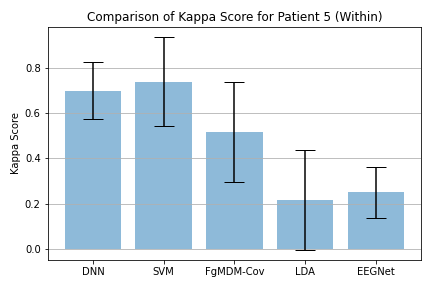 Comparison of Kappa Score for Patient 5 (Within)
Kappa Score
0.8
0.6
0.4
0.2
0.0
DNN SVM FgMDM-Cov LDA EEGNet